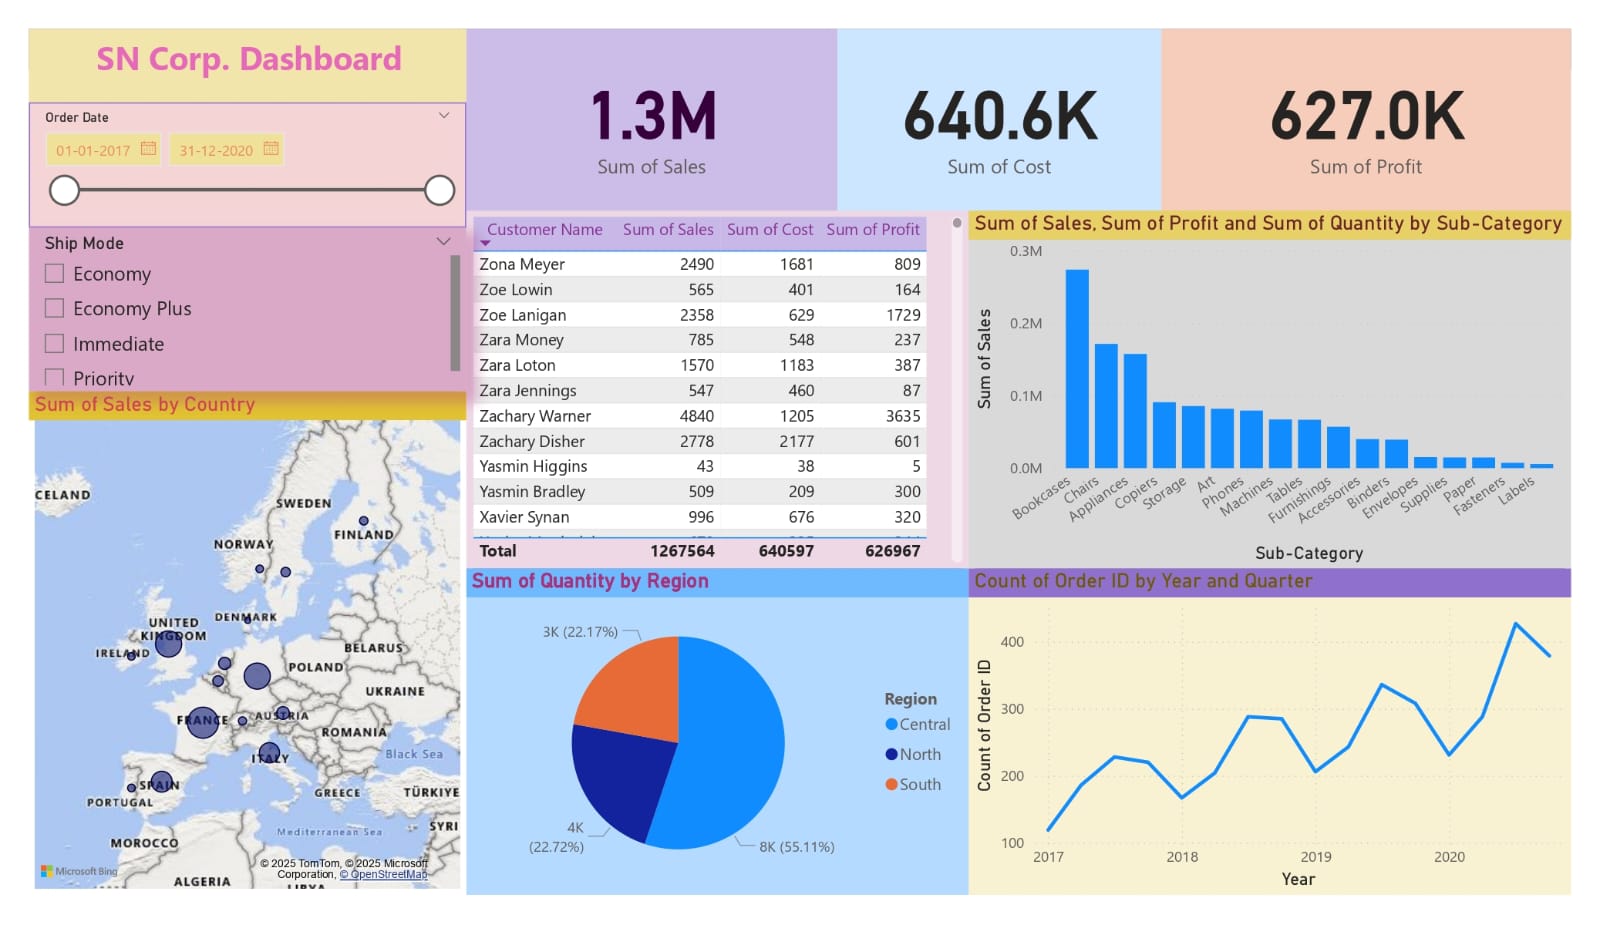 SN Corp. Dashboard
Order Date
01-01-2017
31-12-2020
Ship Mode
Economy
Economy Plus
Immediate
Priority
1.3M
Sum of Sales
640.6K
Sum of Cost
627.0K
Sum of Profit
Customer Name Sum of Sales Sum of Cost Sum of Profit
Zona Meyer 2490 1681 809
Zoe Lowin 565 401 164
Zoe Lanigan 2358 629 1729
Zara Money 785 548 237
Zara Loton 1570 1183 387
Zara Jennings 547 460 87
Zachary Warner 4840 1205 3635
Zachary Disher 2778 2177 601
Yasmin Higgins 43 38 5
Yasmin Bradley 509 209 300
Xavier Synan 996 676 320
Total 1267564 640597 626967
Sum of Sales, Sum of Profit and Sum of Quantity by Sub-Category
0.3M
0.2M
0.1M
0.0M
Sum of Sales
Bookcases
Chairs
Appliances
Copiers
Storage
Art
Phones
Machines
Tables
Furnishings
Accessories
Binders
Envelopes
Supplies
Paper
Fasteners
Labels
Sub-Category
Sum of Sales by Country
CELAND
SWEDEN
FINLAND
NORWAY
DENMARK
UNITED
KINGDOM
IRELAND
BELARUS
POLAND
UKRAINE
FRANCE
AUSTRIA
ROMANIA
ITALY
Black Sea
SPAIN
PORTUGAL
GREECE
TÜRKIYE
Mediterranean Sea
SYRI
MOROCCO
ALGERIA
LIBYA
Microsoft Bing
© 2025 TomTom, © 2025 Microsoft
Corporation, © OpenStreetMap
Sum of Quantity by Region
3K (22.17%)
4K
(22.72%)
8K (55.11%)
Region
Central
North
South
Count of Order ID by Year and Quarter
400
300
200
100
Count of Order ID
2017
2018
2019
2020
Year